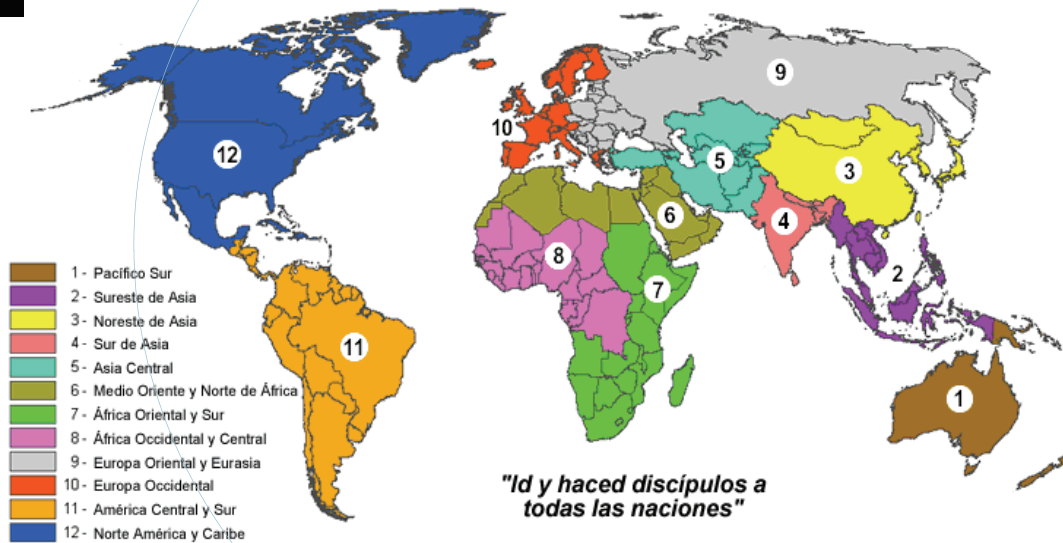 10
9
12
5
3
6
4
8
2
7
11
1
1 - Pacífico Sur
2 - Sureste de Asia
3 - Noreste de Asia
4 - Sur de Asia
5 - Asia Central
6 - Medio Oriente y Norte de África
7 - África Oriental y Sur
8 - África Occidental y Central
9 - Europa Oriental y Eurasia
10 - Europa Occidental
11 - América Central y Sur
12 - Norte América y Caribe
"Id y haced discípulos a
todas las naciones"